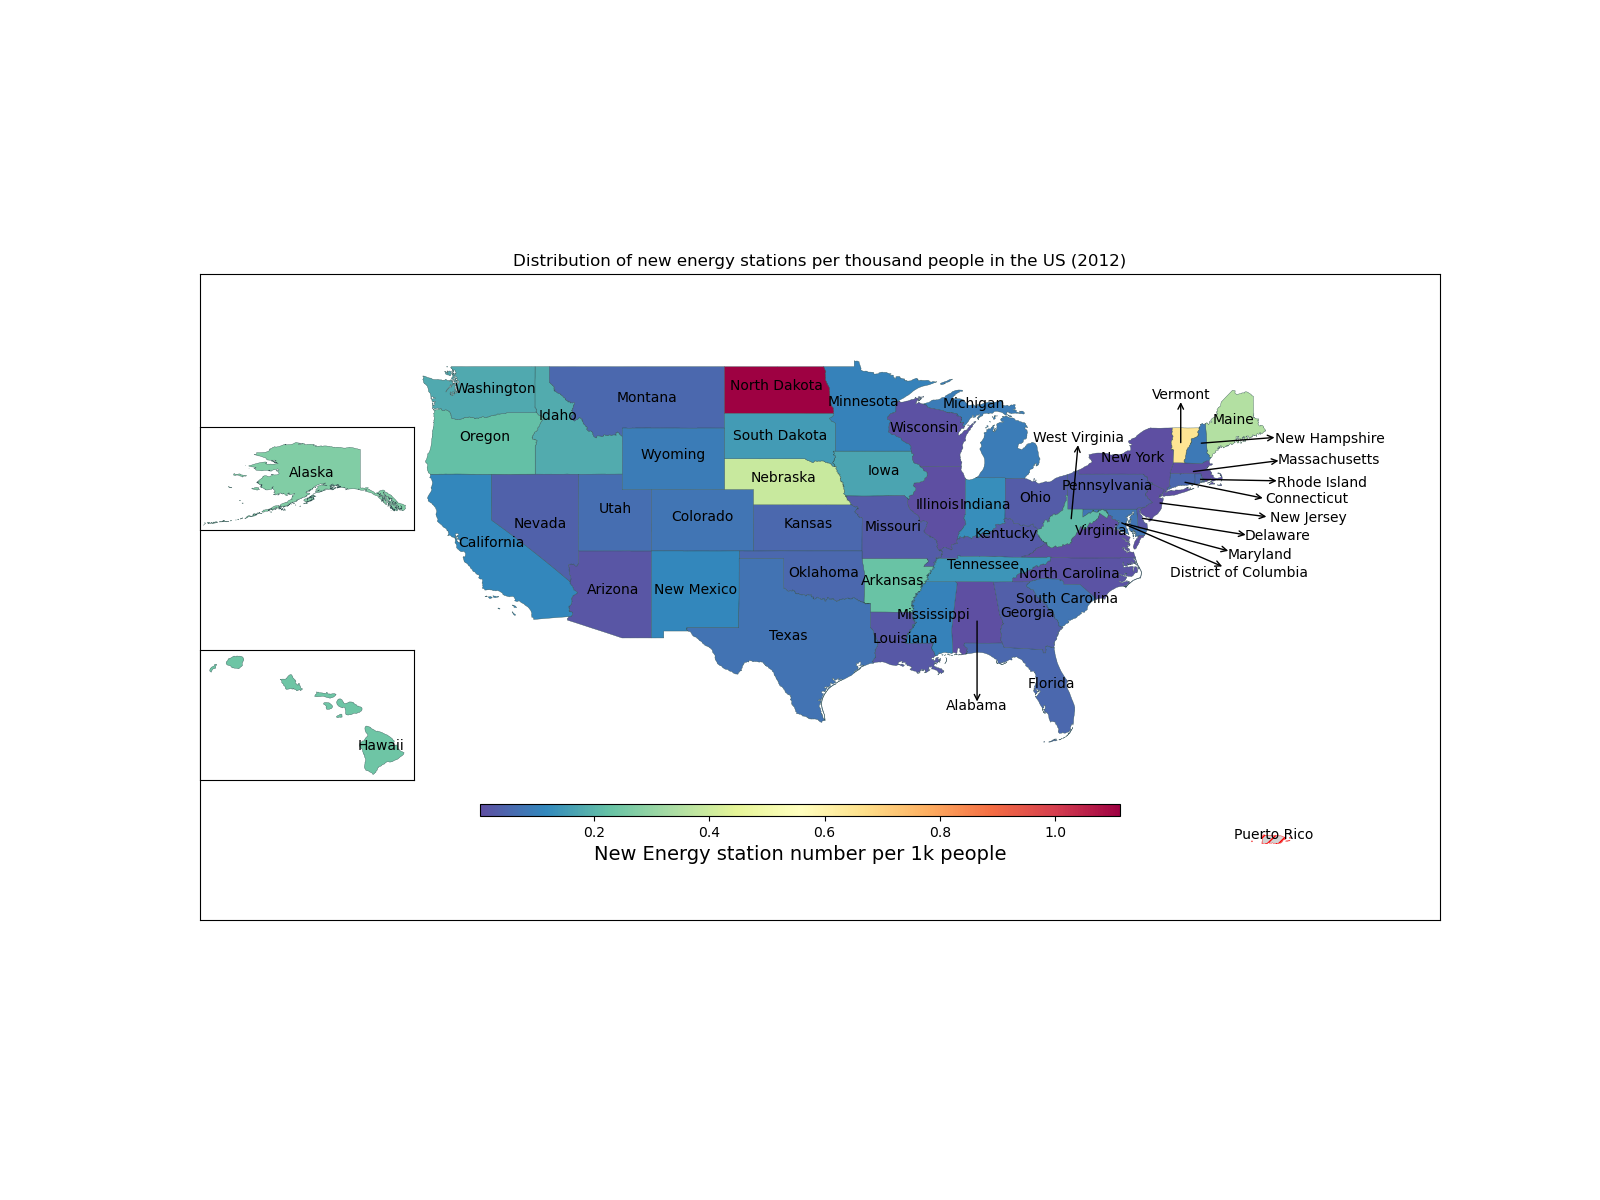 Distribution of new energy stations per thousand people in the US (2012)
Washington
Montana
North Dakota
Minnesota
Michigan
Vermont
Maine
Idaho
Oregon
South Dakota
Wisconsin
West Virginia
New Hampshire
New York
Massachusetts
Wyoming
Alaska
Nebraska
Iowa
Rhode Island
Pennsylvania
Connecticut
Ohio
Illinois
Indiana
Utah
Colorado
Nevada
Kansas
Missouri
New Jersey
Kentucky
Virginia
Delaware
California
Maryland
Tennessee
District of Columbia
Oklahoma
Arkansas
North Carolina
Arizona
New Mexico
South Carolina
Mississippi
Georgia
Texas
Louisiana
Florida
Alabama
Hawaii
0.2
0.4
0.6
0.8
1.0
New Energy station number per 1k people
Puerto Rico